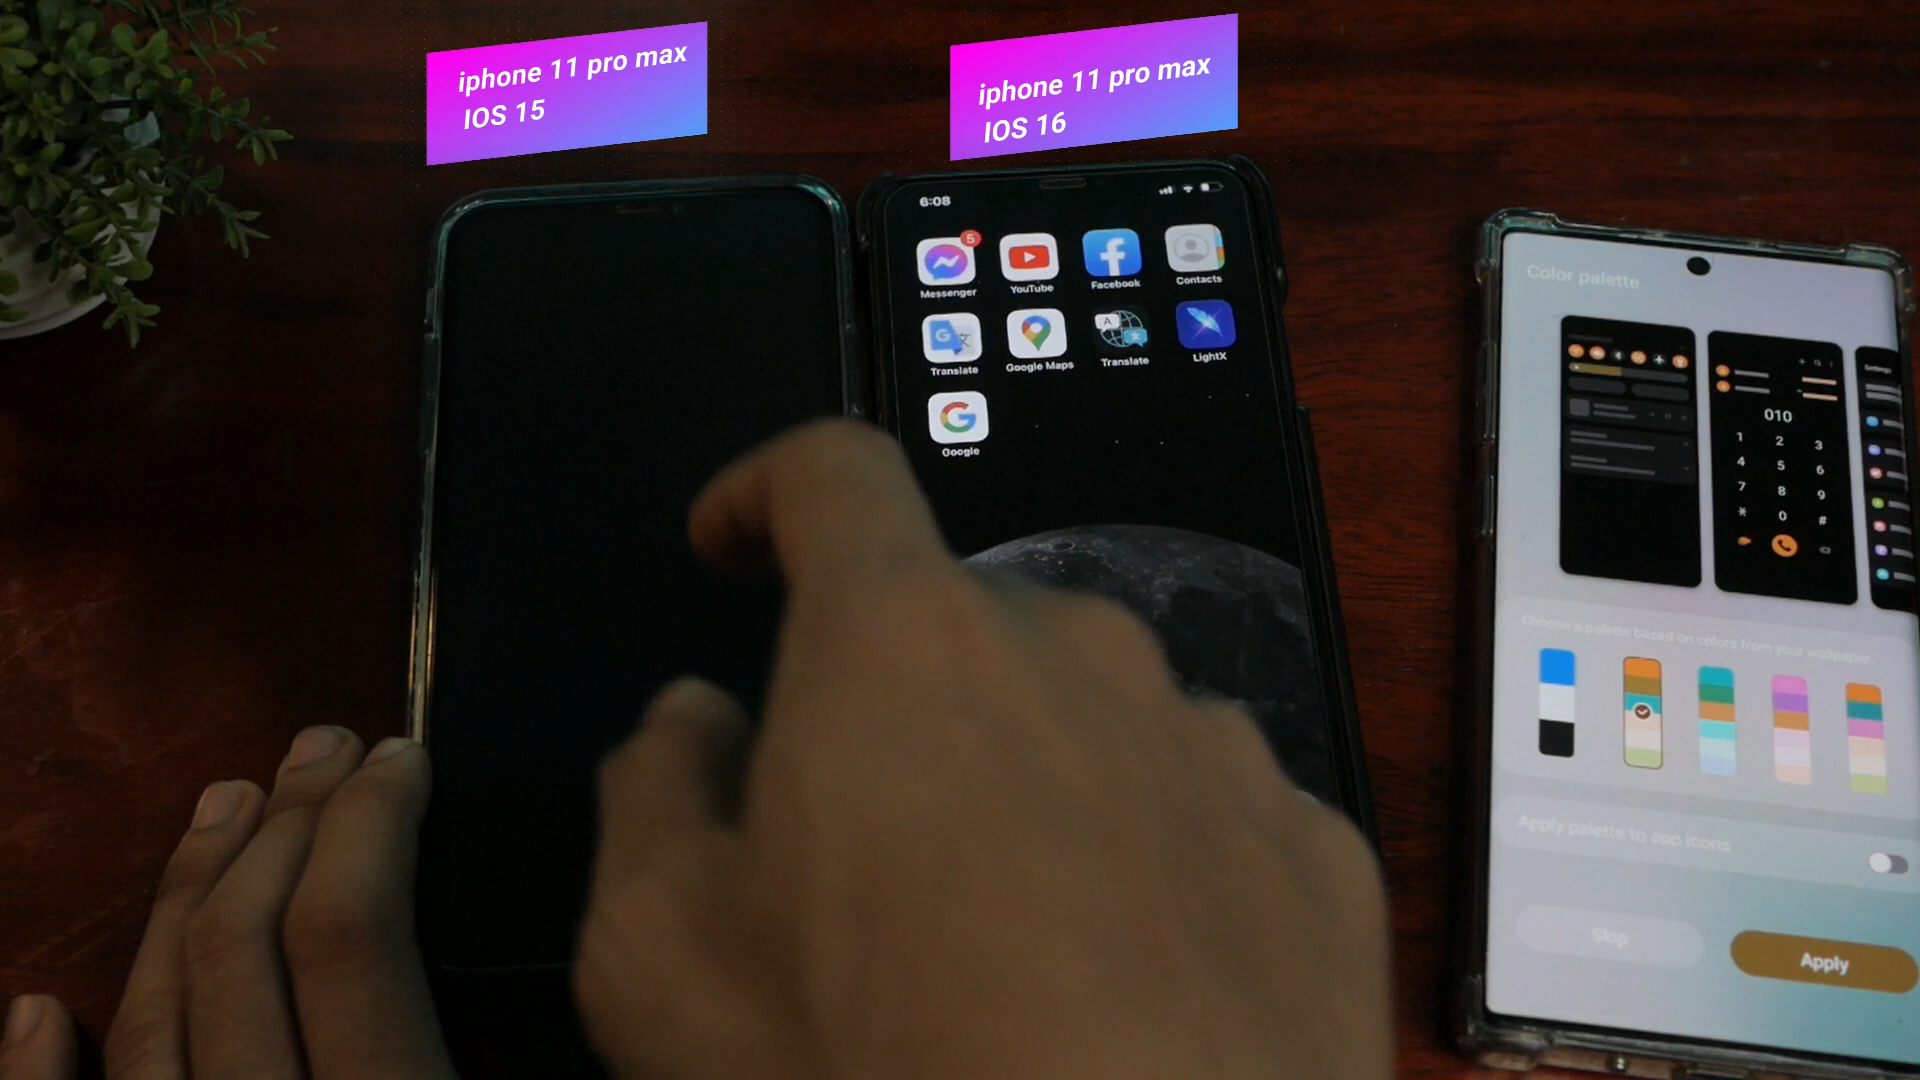 iphone 11 pro max
IOS 15
iphone 11 pro max
IOS 16
6:08
5
Messenger
YouTube
Facebook
Contacts
Translate
Google Maps
Translate
LightX
Google
Color palette
Settings
010
1 2 3
4 5 6
7 8 9
* 0 #
Choose a palette based on colors from your wallpaper.
Apply palette to app icons
Skip
Apply